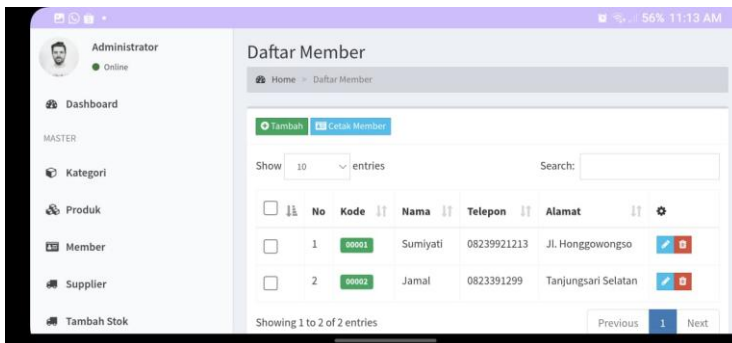 56% 11:13 AM
Administrator
Online
Dashboard
MASTER
Kategori
Produk
Member
Supplier
Tambah Stok
Daftar Member
Home > Daftar Member
Tambah Cetak Member
Show 10 entries Search:
No Kode Nama Telepon Alamat
1 00001 Sumiyati 08239921213 Jl. Honggowongso
2 00002 Jamal 0823391299 Tanjungsari Selatan
Showing 1 to 2 of 2 entries Previous 1 Next